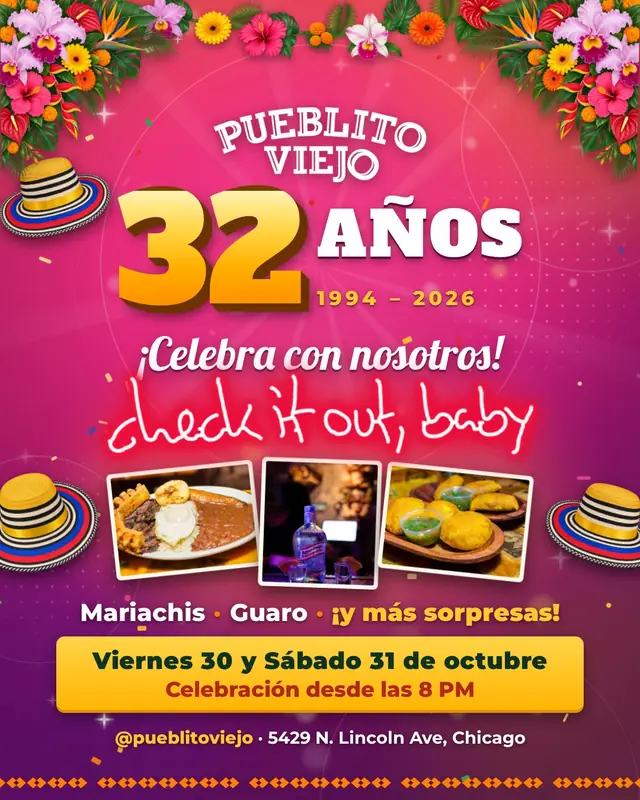 PUEBLITO
VIEJO
32 AÑOS
1994 – 2026
¡Celebra con nosotros!
check it out, baby
Mariachis • Guaro • ¡y más sorpresas!
Viernes 30 y Sábado 31 de octubre
Celebración desde las 8 PM
@pueblitoviejo · 5429 N. Lincoln Ave, Chicago